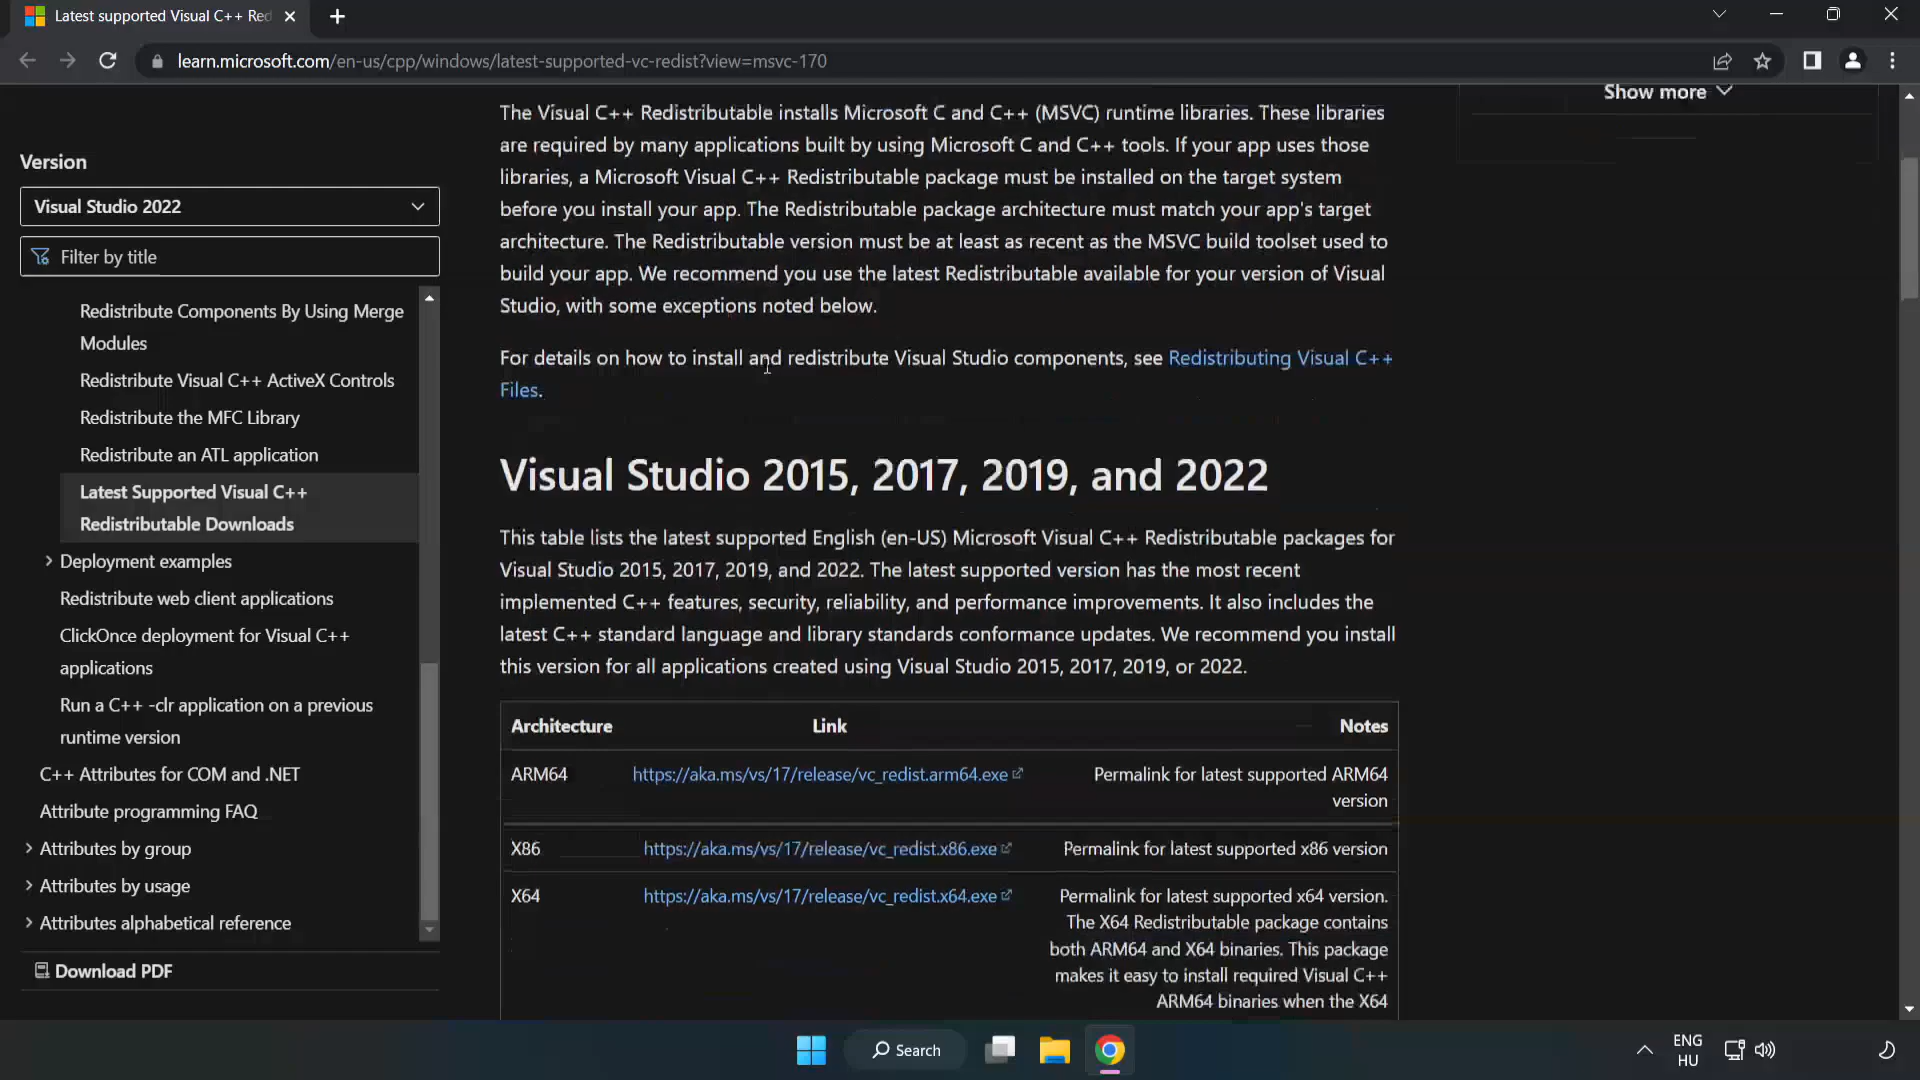 Latest supported Visual C++ Red
learn.microsoft.com/en-us/cpp/windows/latest-supported-vc-redist?view=msvc-170
Show more
Version
Visual Studio 2022
Filter by title
Redistribute Components By Using Merge
Modules
Redistribute Visual C++ ActiveX Controls
Redistribute the MFC Library
Redistribute an ATL application
Latest Supported Visual C++
Redistributable Downloads
Deployment examples
Redistribute web client applications
ClickOnce deployment for Visual C++
applications
Run a C++ -clr application on a previous
runtime version
C++ Attributes for COM and .NET
Attribute programming FAQ
Attributes by group
Attributes by usage
Attributes alphabetical reference
Download PDF
The Visual C++ Redistributable installs Microsoft C and C++ (MSVC) runtime libraries. These libraries
are required by many applications built by using Microsoft C and C++ tools. If your app uses those
libraries, a Microsoft Visual C++ Redistributable package must be installed on the target system
before you install your app. The Redistributable package architecture must match your app's target
architecture. The Redistributable version must be at least as recent as the MSVC build toolset used to
build your app. We recommend you use the latest Redistributable available for your version of Visual
Studio, with some exceptions noted below.
For details on how to install and redistribute Visual Studio components, see Redistributing Visual C++
Files.
Visual Studio 2015, 2017, 2019, and 2022
This table lists the latest supported English (en-US) Microsoft Visual C++ Redistributable packages for
Visual Studio 2015, 2017, 2019, and 2022. The latest supported version has the most recent
implemented C++ features, security, reliability, and performance improvements. It also includes the
latest C++ standard language and library standards conformance updates. We recommend you install
this version for all applications created using Visual Studio 2015, 2017, 2019, or 2022.
Architecture Link Notes
ARM64 https://aka.ms/vs/17/release/vc_redist.arm64.exe Permalink for latest supported ARM64
version
X86 https://aka.ms/vs/17/release/vc_redist.x86.exe Permalink for latest supported x86 version
X64 https://aka.ms/vs/17/release/vc_redist.x64.exe Permalink for latest supported x64 version.
The X64 Redistributable package contains
both ARM64 and X64 binaries. This package
makes it easy to install required Visual C++
ARM64 binaries when the X64
Search
ENG
HU